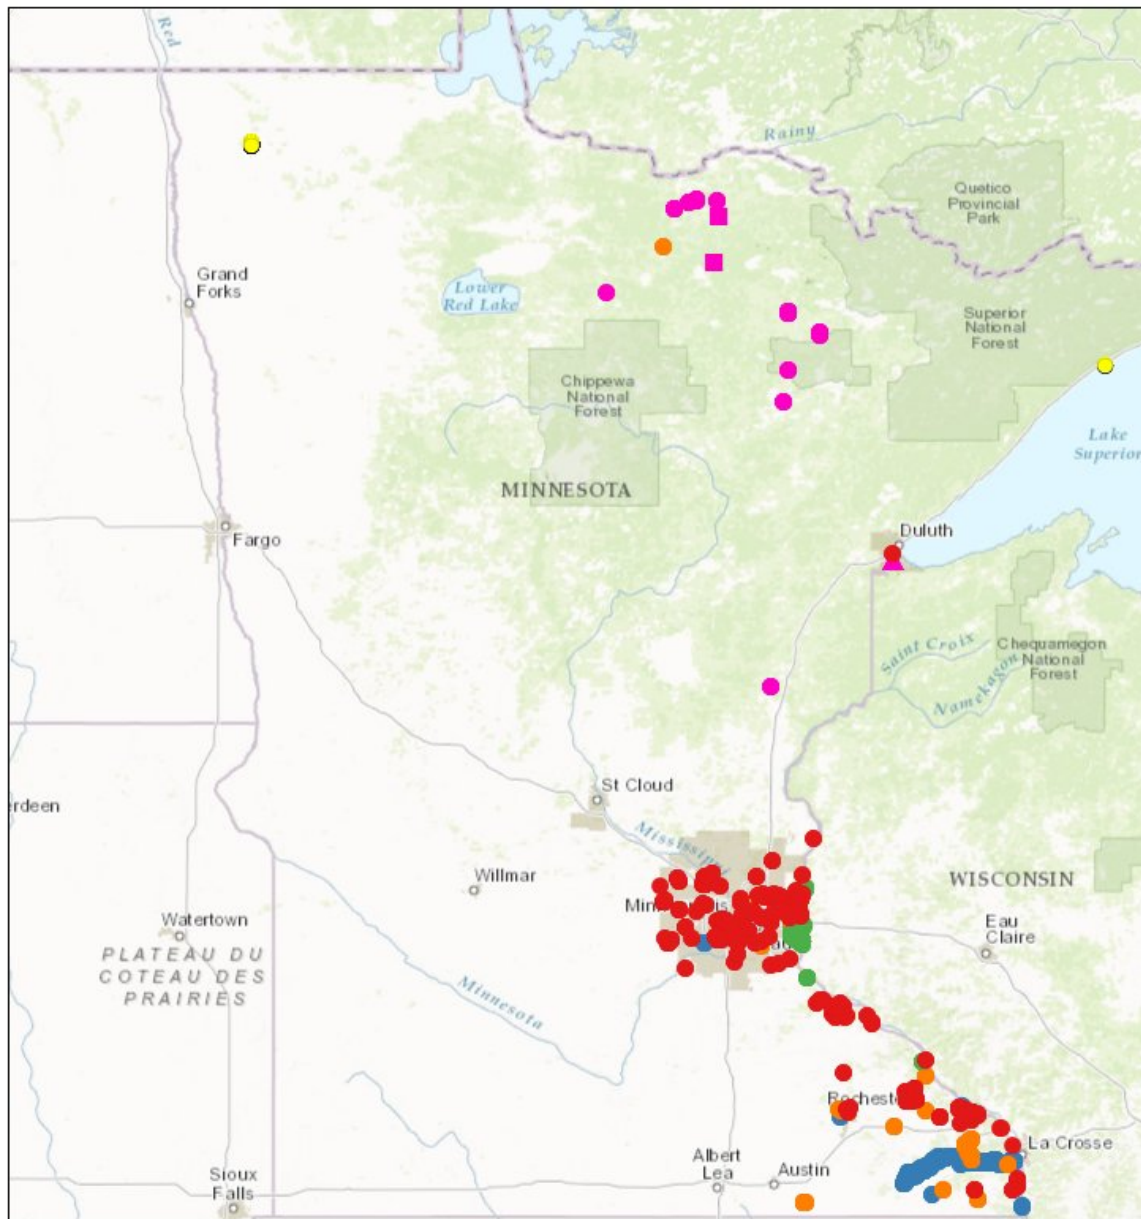 Red
Rainy
Quetico
Provincial
Park
Grand
Forks
Lower
Red Lake
Superior
National
Forest
Chippewa
National
Forest
Lake
Superior
MINNESOTA
Fargo
Duluth
Saint Croix
Namekagon
Chequamegon
National
Forest
St Cloud
erdeen
Mississippi
Willmar
WISCONSIN
Watertown
Eau
Claire
PLATEAU DU
COTEAU DES
PRAIRIES
Minnesota
Rocheste
La Crosse
Albert
Lea
Austin
Sioux
Falls